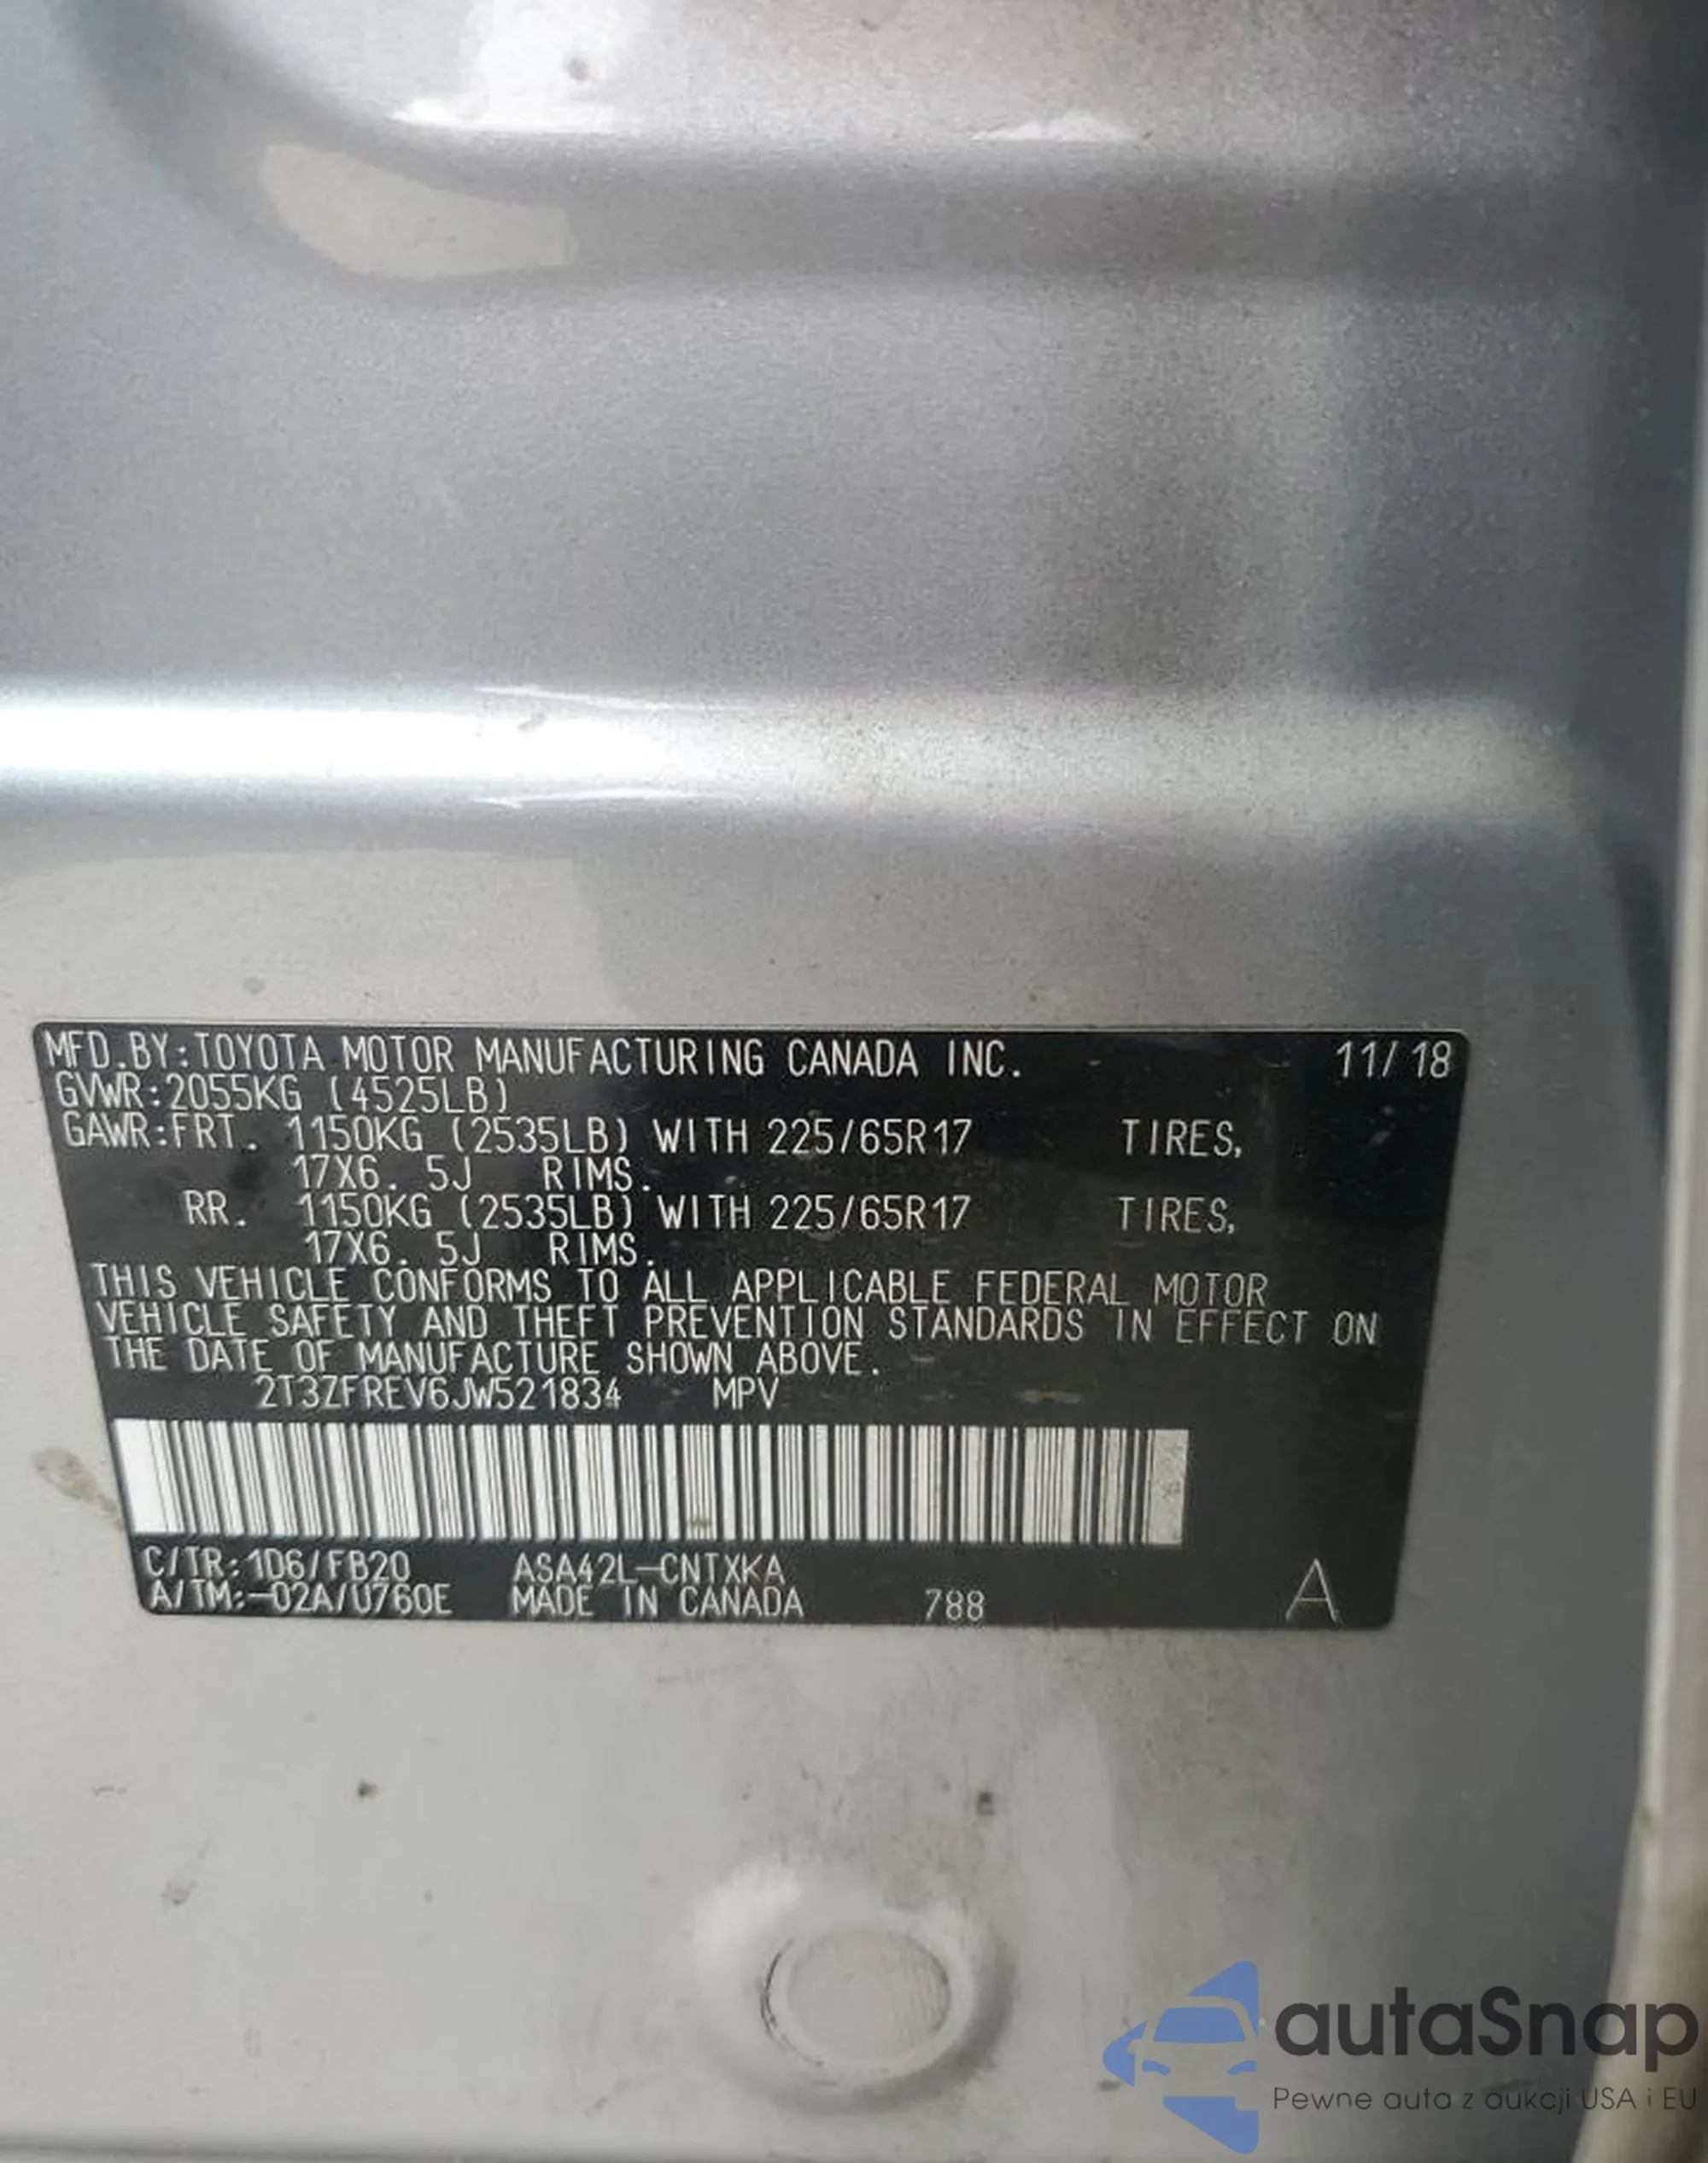 MFD.BY:TOYOTA MOTOR MANUFACTURING CANADA INC. 11/18
GVWR:2055KG (4525LB)
GAWR:FRT. 1150KG (2535LB) WITH 225/65R17 TIRES,
17X6.5J RIMS.
RR. 1150KG (2535LB) WITH 225/65R17 TIRES,
17X6.5J RIMS.
THIS VEHICLE CONFORMS TO ALL APPLICABLE FEDERAL MOTOR
VEHICLE SAFETY AND THEFT PREVENTION STANDARDS IN EFFECT ON
THE DATE OF MANUFACTURE SHOWN ABOVE.
2T3ZFREV6JW521834 MPV
C/TR:1D6/FB20 ASA42L-CNTXKA
A/TM:-02A/U760E MADE IN CANADA 788 A
autaSnap
Pewne auta z aukcji USA i EU